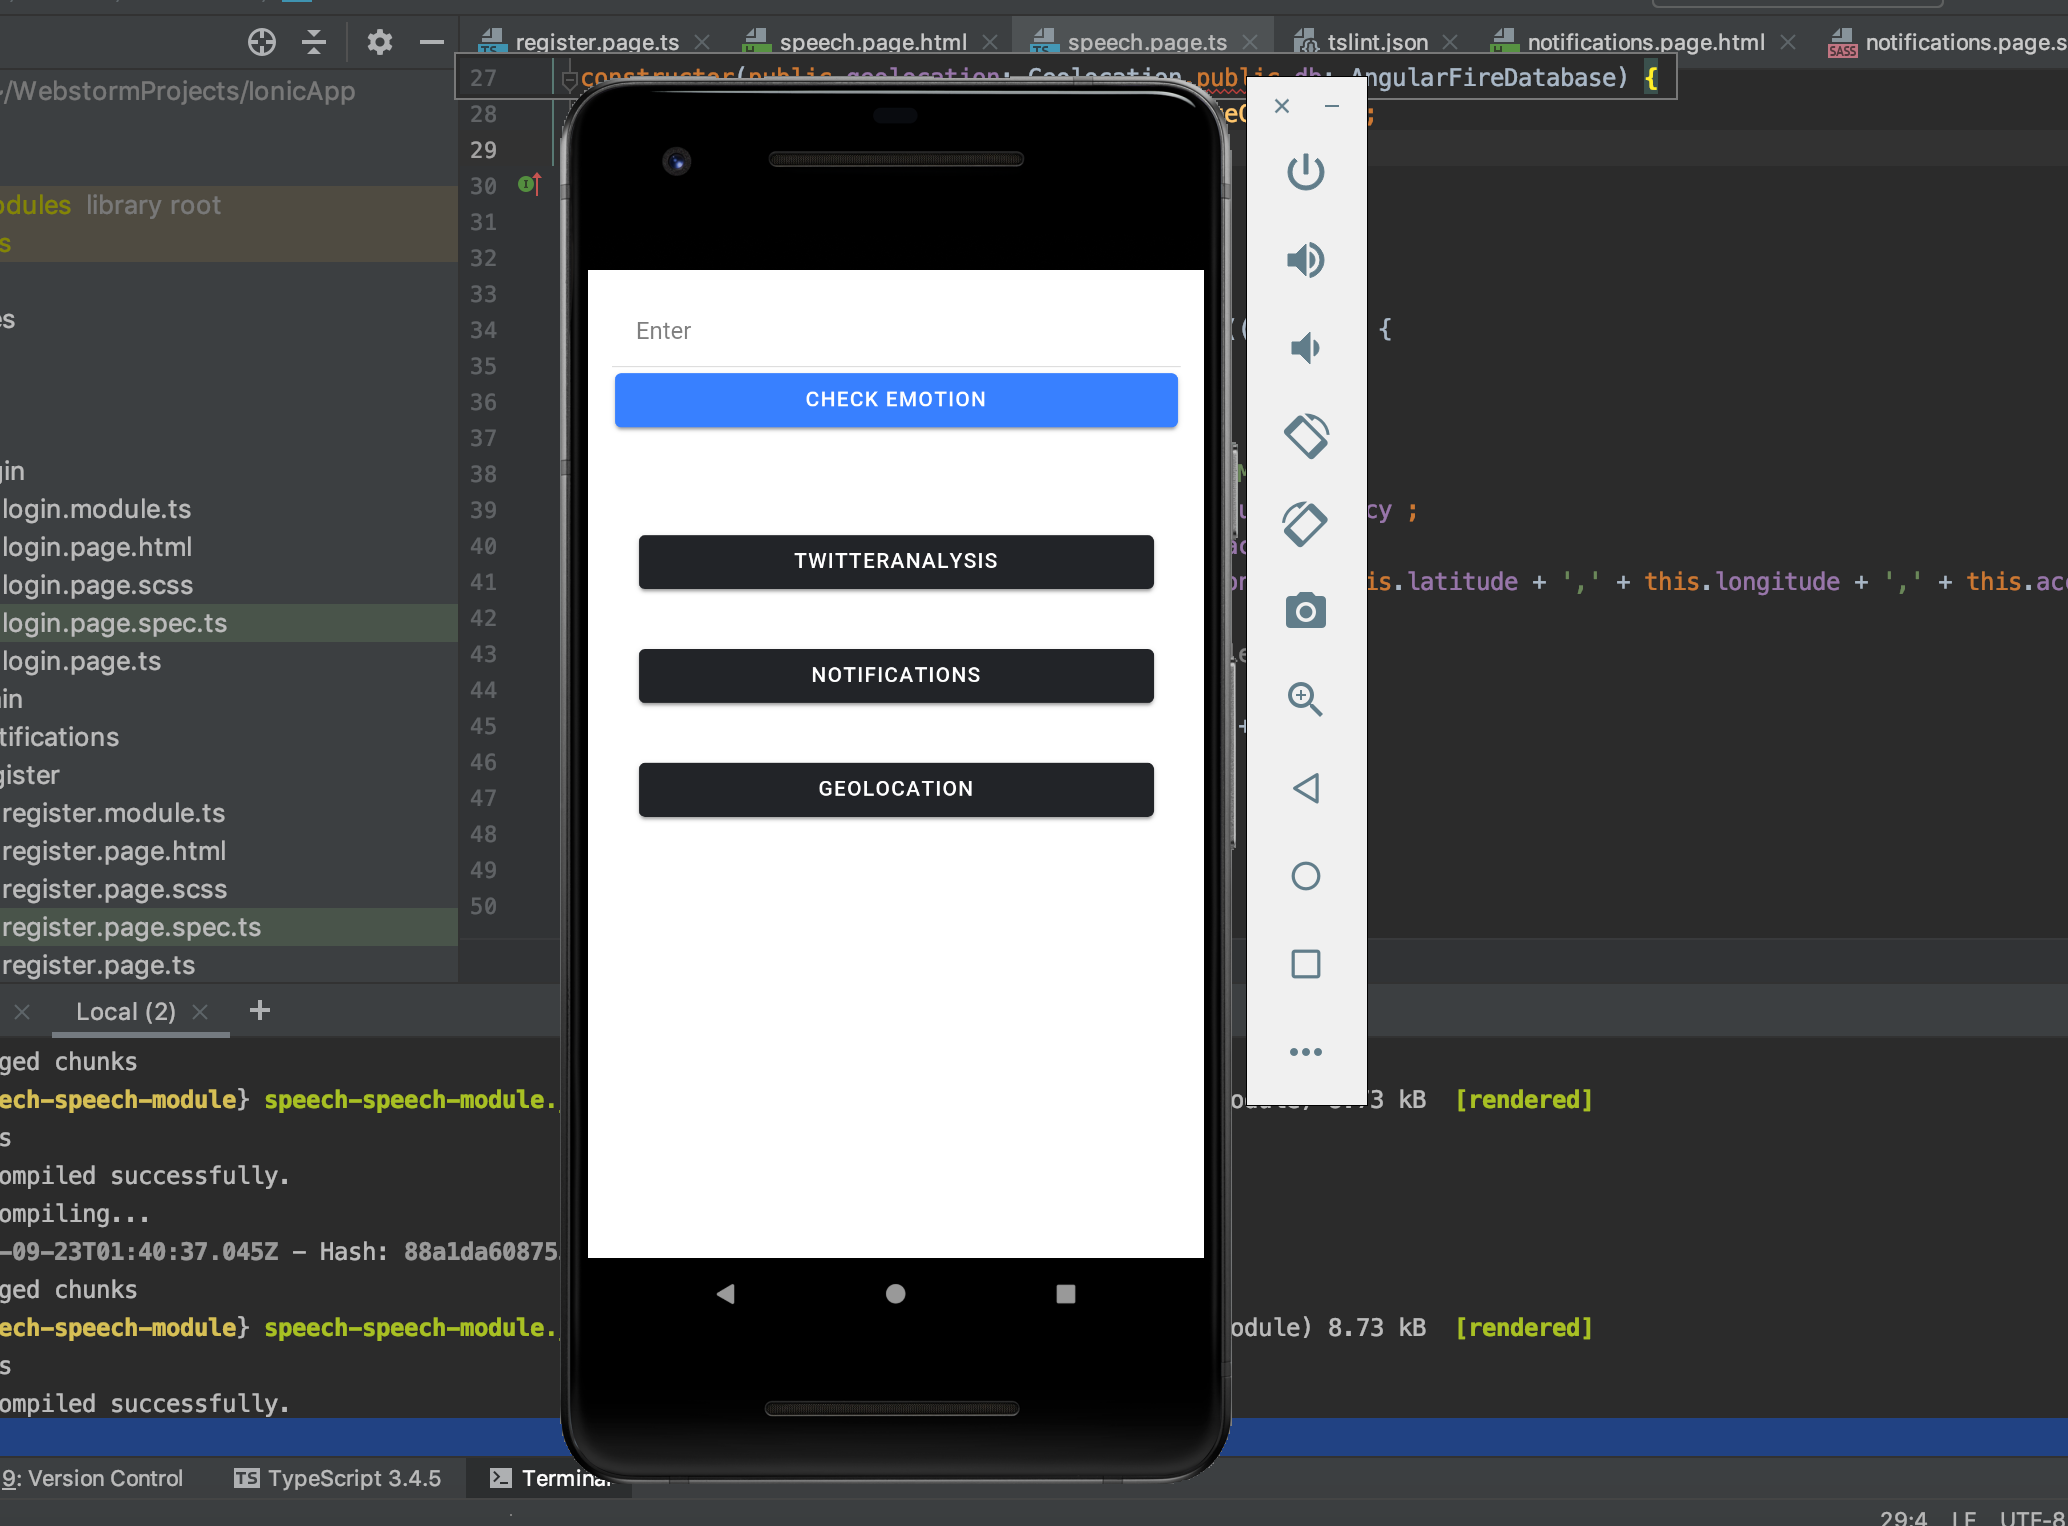 register.page.ts speech.page.html speech.page.ts tslint.json notifications.page.html notifications.page.s
~/WebstormProjects/IonicApp
27 constructor(public geolocation: Geolocation,public db: AngularFireDatabase) {
28 ;
29
30
odules library root
s
31
32
33
es
34 (( {
35
36
37
gin
38
login.module.ts
39 cy ;
login.page.html
40
login.page.scss
41 is.latitude + ',' + this.longitude + ',' + this.acc
login.page.spec.ts
42
login.page.ts
43
ain
44
tifications
45 +
gister
46
register.module.ts
47
register.page.html
48
register.page.scss
49
register.page.spec.ts
50
register.page.ts
Enter
CHECK EMOTION
TWITTERANALYSIS
NOTIFICATIONS
GEOLOCATION
Local (2)
ged chunks
ech-speech-module} speech-speech-module. 73 kB [rendered]
s
ompiled successfully.
ompiling...
-09-23T01:40:37.045Z – Hash: 88a1da60875
ged chunks
ech-speech-module} speech-speech-module. odule) 8.73 kB [rendered]
s
ompiled successfully.
9: Version Control TypeScript 3.4.5 Terminal
29:4 LF UTF-8